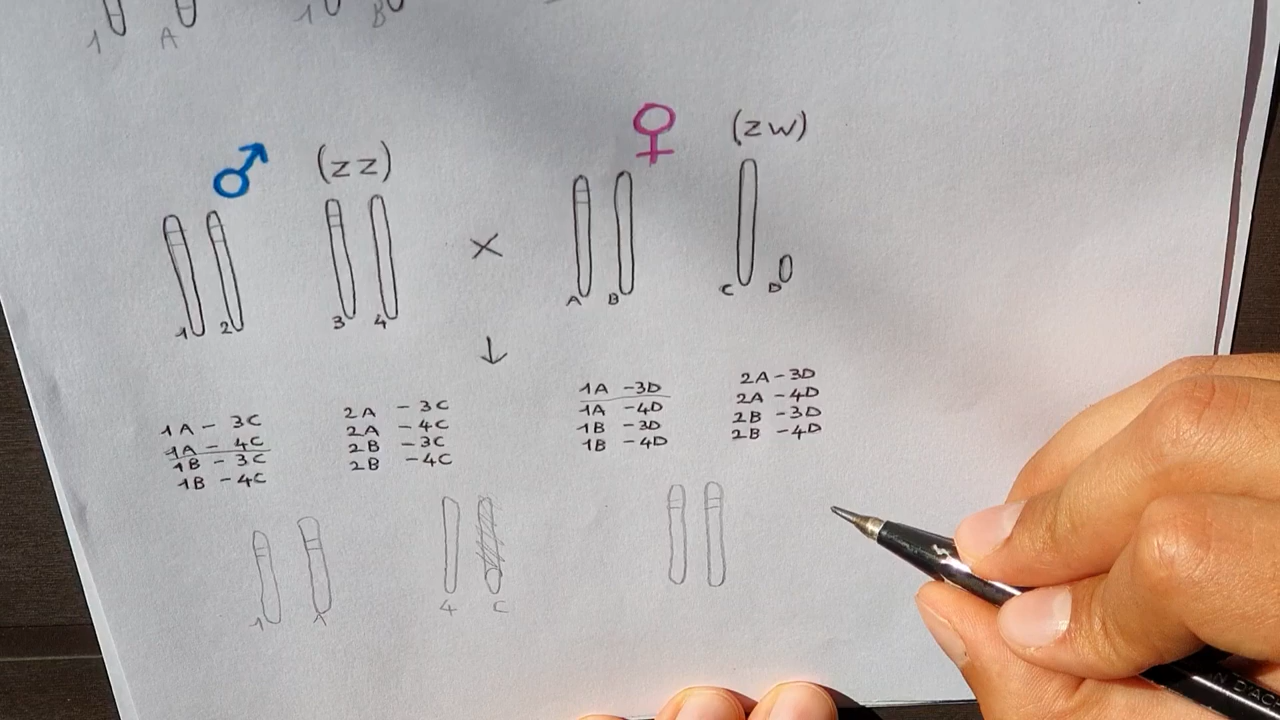 1 A 1 B
♂ (ZZ)
♀ (ZW)
1 2 3 4
×
A B C D
↓
1A - 3C
1A - 4C
1B - 3C
1B - 4C
2A - 3C
2A - 4C
2B - 3C
2B - 4C
1A - 3D
1A - 4D
1B - 3D
1B - 4D
2A - 3D
2A - 4D
2B - 3D
2B - 4D
1 A 4 C